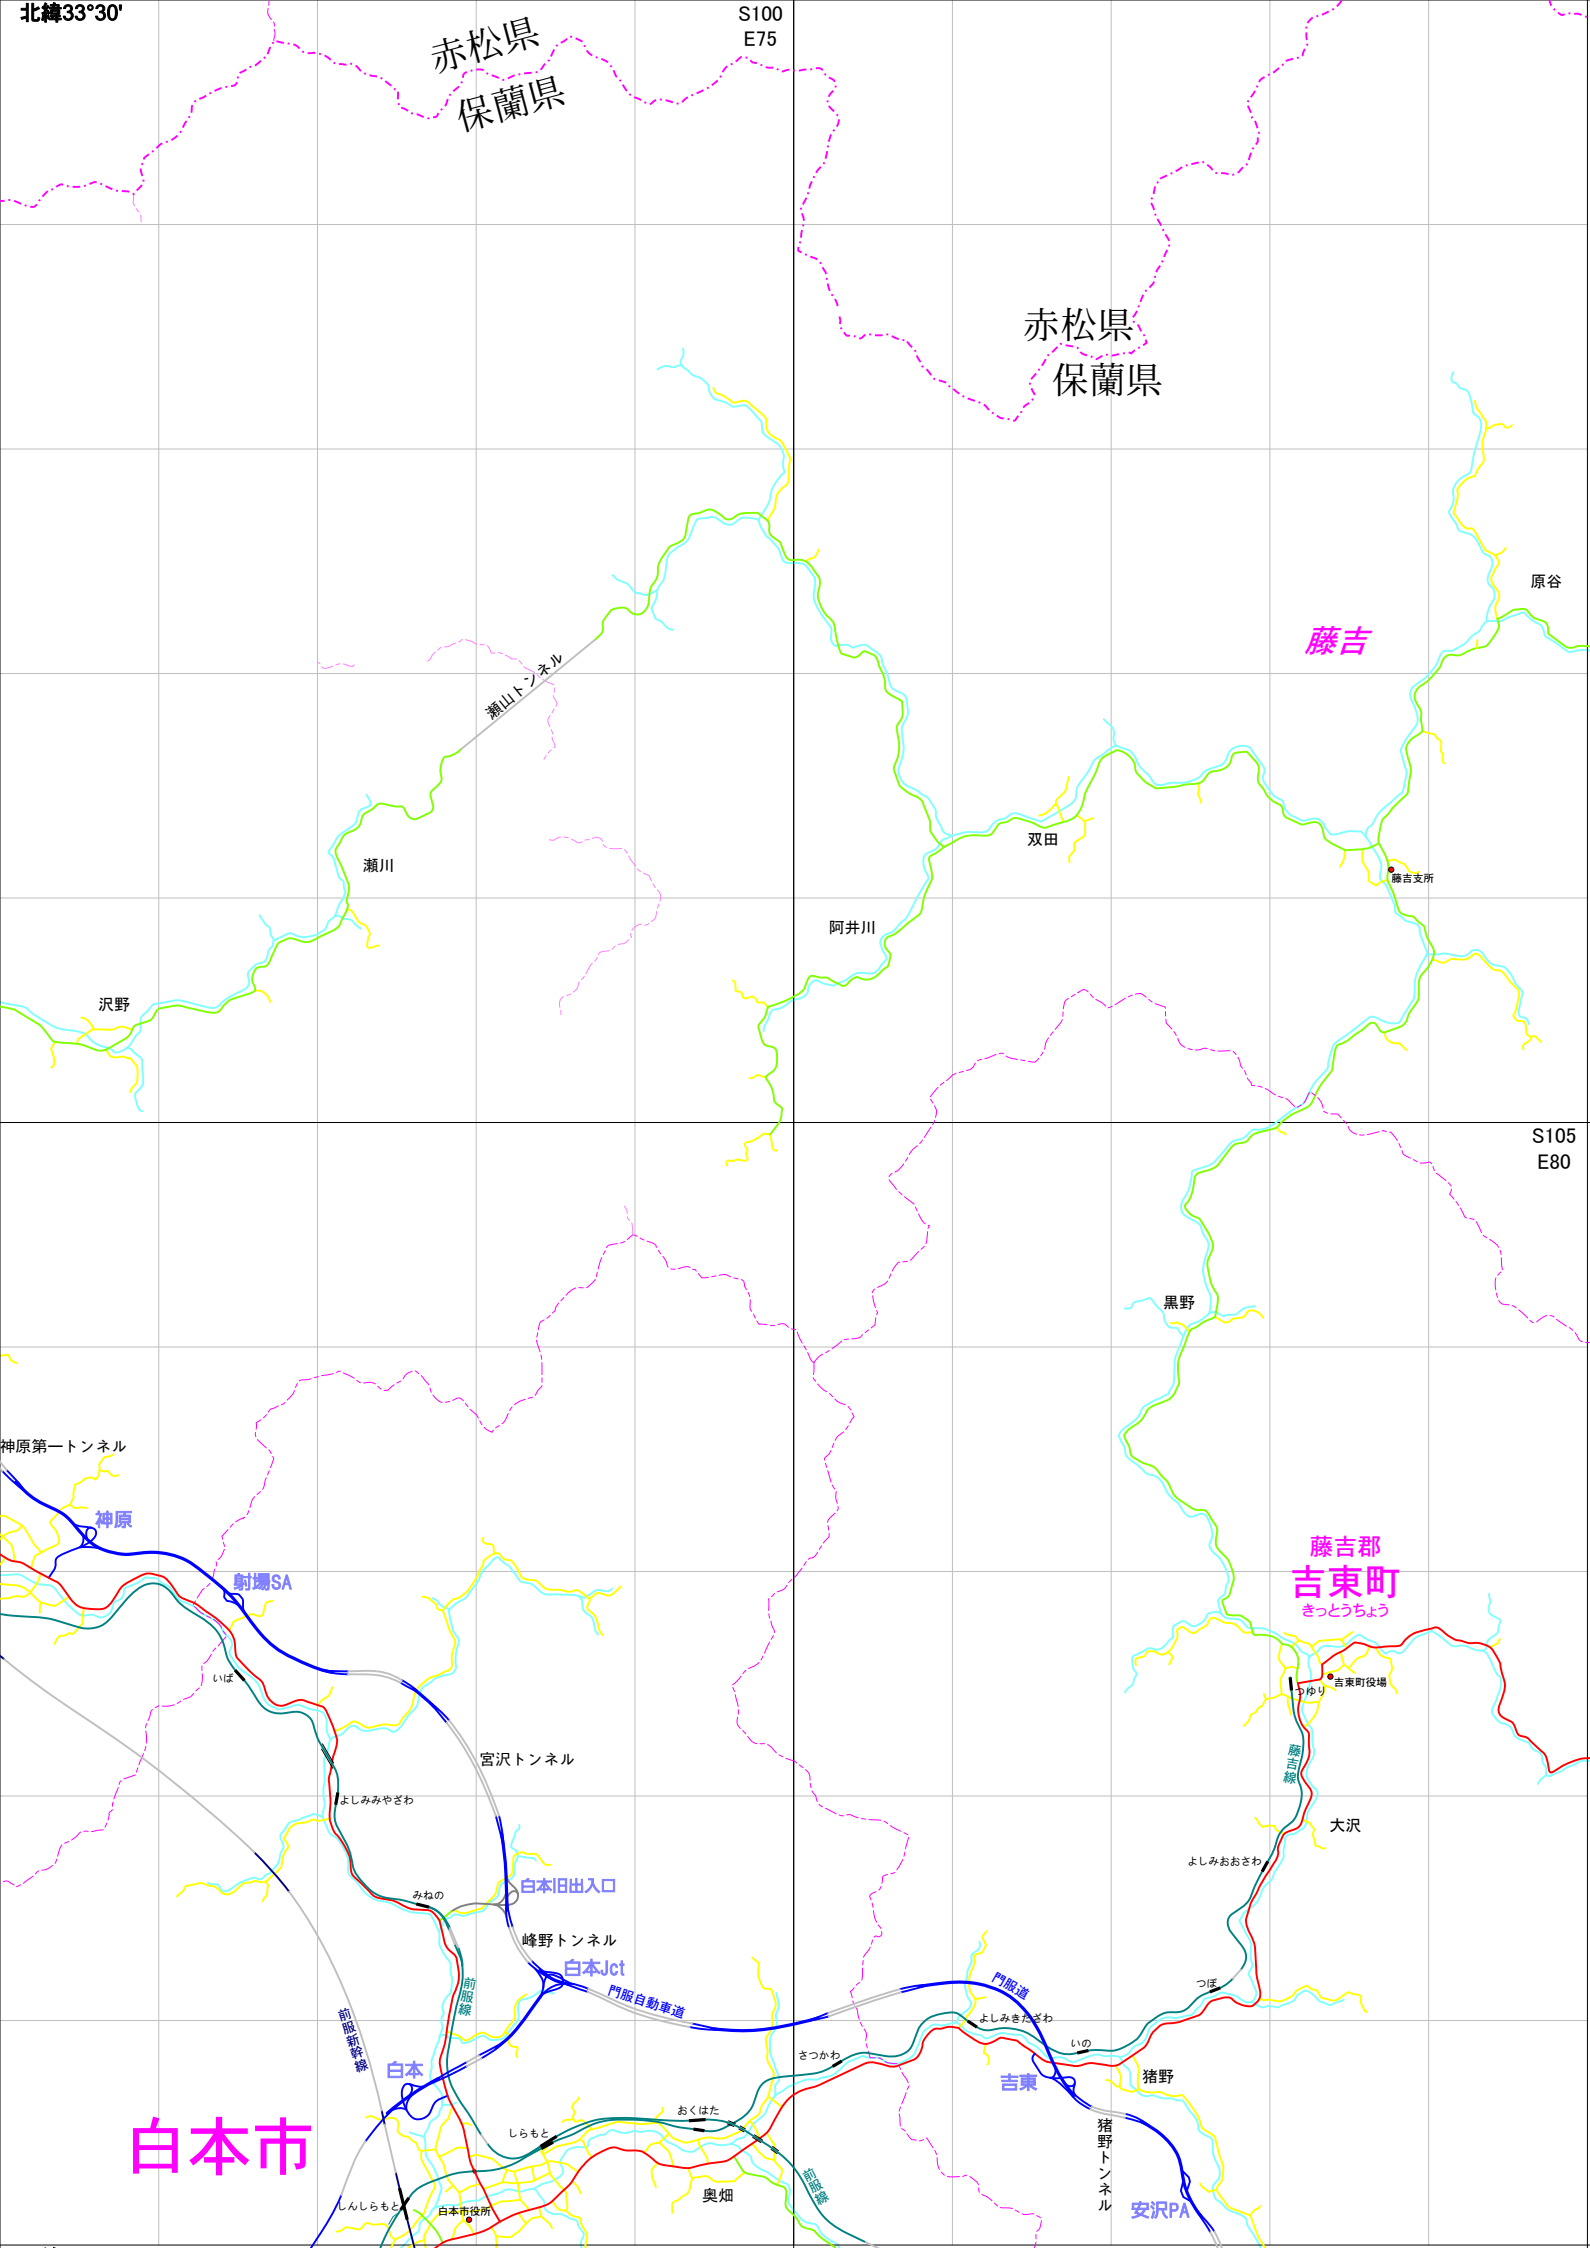 北緯33°30'
S100
E75
赤松県
保蘭県
赤松県
保蘭県
原谷
藤吉
瀬山トンネル
双田
瀬川
藤吉支所
阿井川
沢野
S105
E80
黒野
神原第一トンネル
神原
藤吉郡
吉東町
きっとうちょう
射場SA
いば
つゆり
吉東町役場
藤吉線
宮沢トンネル
よしみみやざわ
大沢
よしみおおさわ
白本旧出入口
みねの
峰野トンネル
白本Jct
前服線
門服自動車道
門服道
つぼ
前服新幹線
よしみきたざわ
いの
さつかわ
白本
吉東
猪野
おくはた
しらもと
白本市
猪野トンネル
前服線
奥畑
しんしらもと
白本市役所
安沢PA